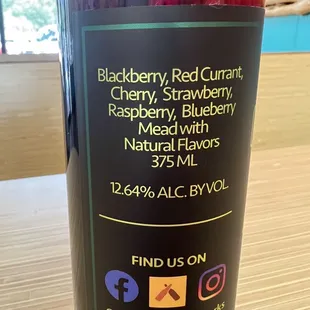 Blackberry, Red Currant,
Cherry, Strawberry,
Raspberry, Blueberry
Mead with
Natural Flavors
375 ML
12.64% ALC. BY VOL
FIND US ON